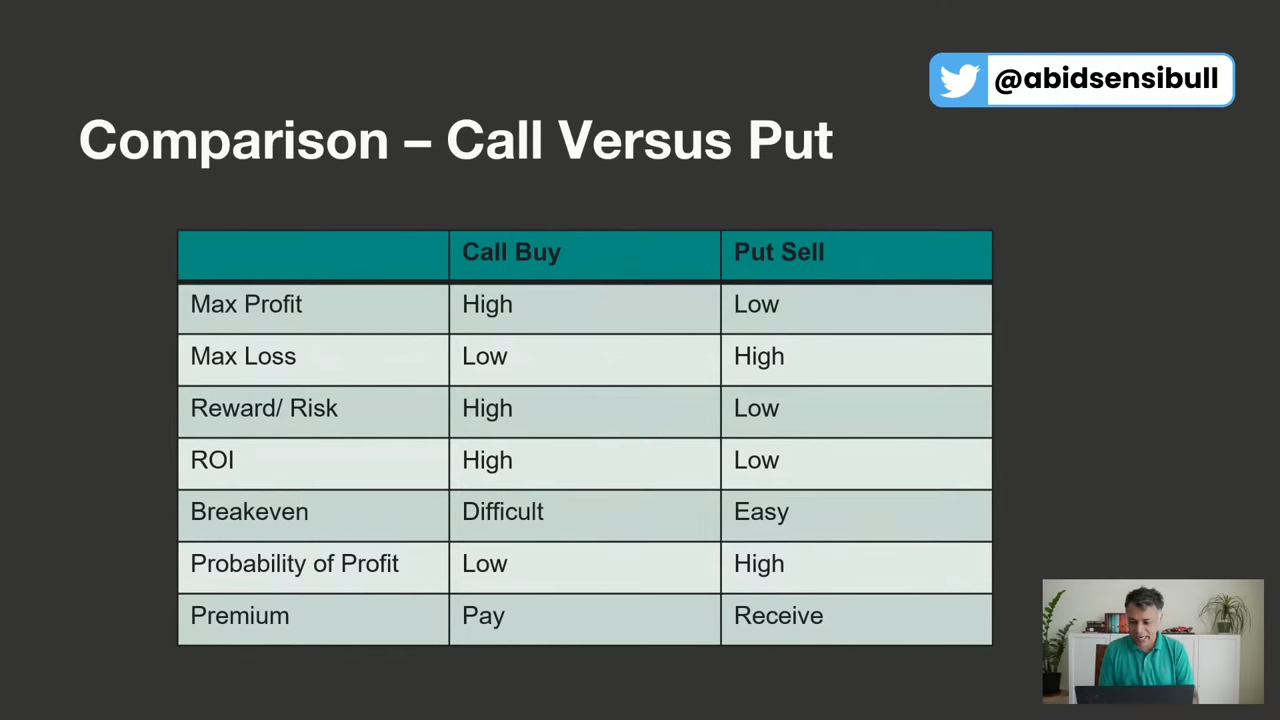 @abidsensibull
Comparison – Call Versus Put
Call Buy Put Sell
Max Profit High Low
Max Loss Low High
Reward/ Risk High Low
ROI High Low
Breakeven Difficult Easy
Probability of Profit Low High
Premium Pay Receive